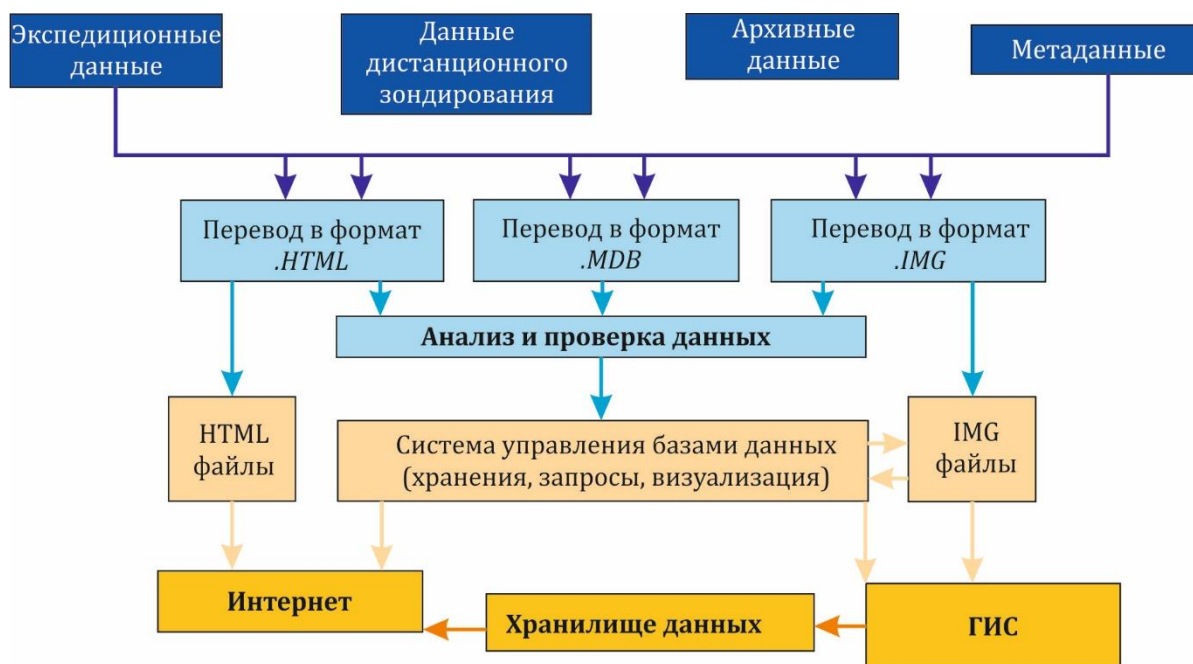 Экспедиционные
данные
Данные
дистанционного
зондирования
Архивные
данные
Метаданные
Перевод в формат
.HTML
Перевод в формат
.MDB
Перевод в формат
.IMG
Анализ и проверка данных
HTML
файлы
Система управления базами данных
(хранения, запросы, визуализация)
IMG
файлы
Интернет
Хранилище данных
ГИС